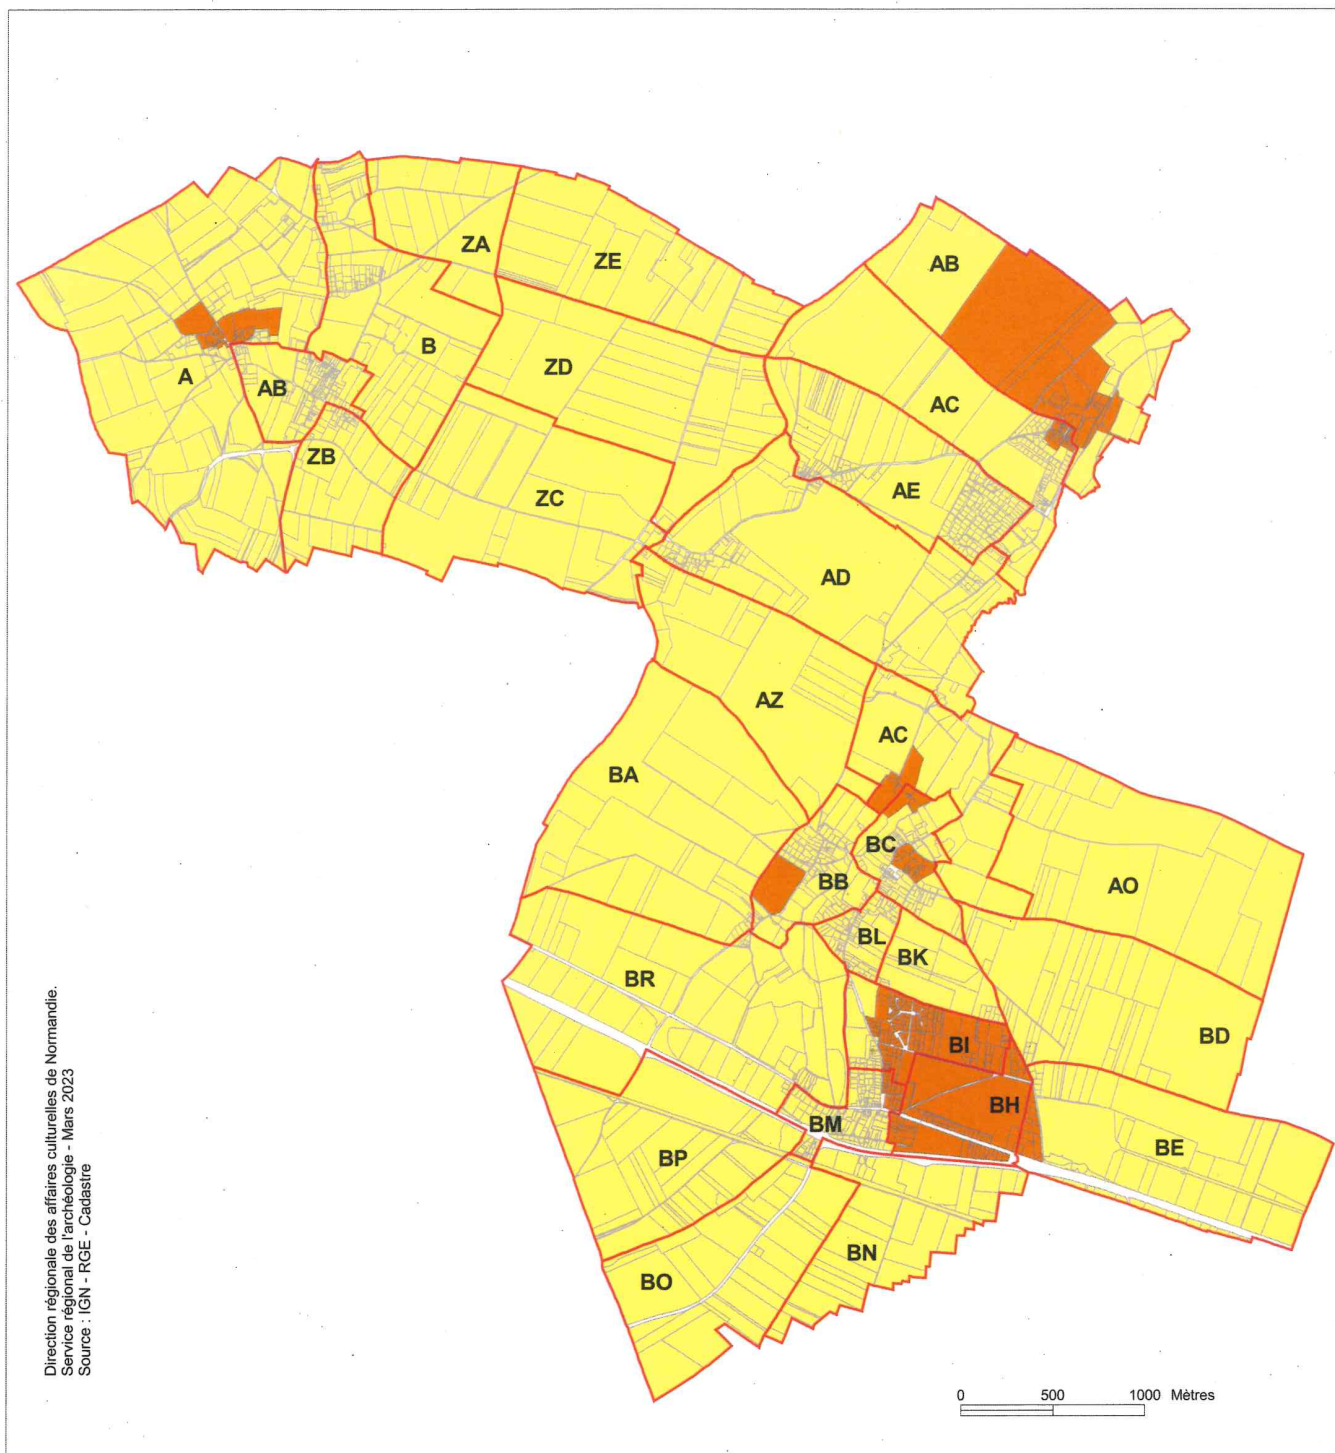 ZA
ZE
AB
B
ZD
A
AB
AC
ZB
ZC
AE
AD
AZ
AC
BA
BC
BB
AO
BL
BK
BR
BI
BD
BH
BM
BE
BP
BN
BO
Direction régionale des affaires culturelles de Normandie.
Service régional de l'archéologie - Mars 2023
Source : IGN - RGE - Cadastre
0 500 1000 Mètres